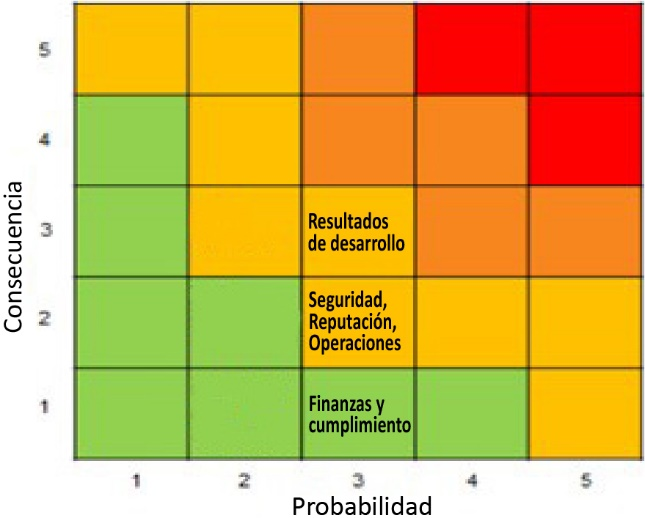 5
4
Consecuencia
3
Resultados
de desarrollo
2
Seguridad,
Reputación,
Operaciones
1
Finanzas y
cumplimiento
1 2 3 4 5
Probabilidad